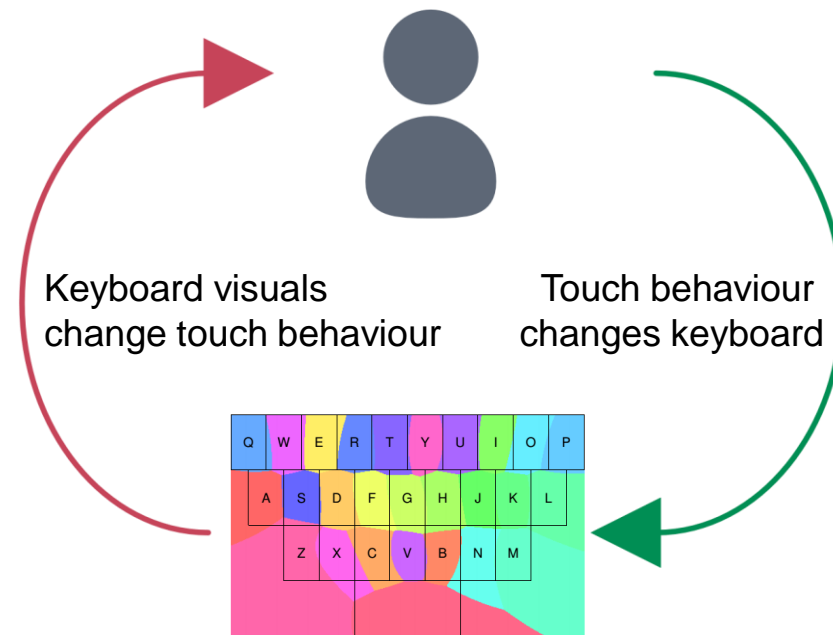 Keyboard visuals
change touch behaviour
Touch behaviour
changes keyboard
Q W E R T Y U I O P
A S D F G H J K L
Z X C V B N M